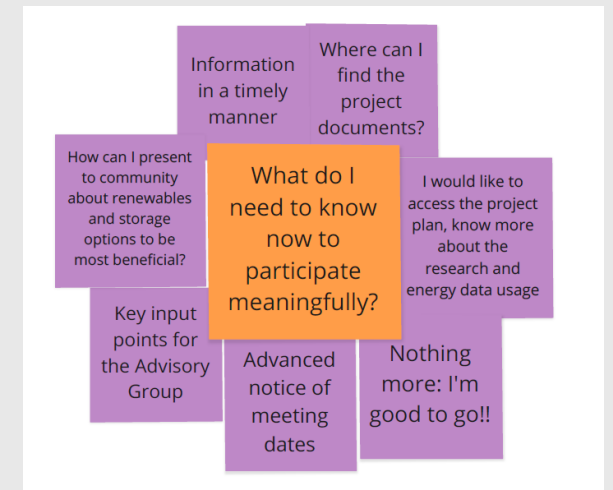 Information
in a timely
manner
Where can I
find the
project
documents?
How can I present
to community
about renewables
and storage
options to be
most beneficial?
What do I
need to know
now to
participate
meaningfully?
I would like to
access the project
plan, know more
about the
research and
energy data usage
Key input
points for
the Advisory
Group
Advanced
notice of
meeting
dates
Nothing
more: I'm
good to go!!